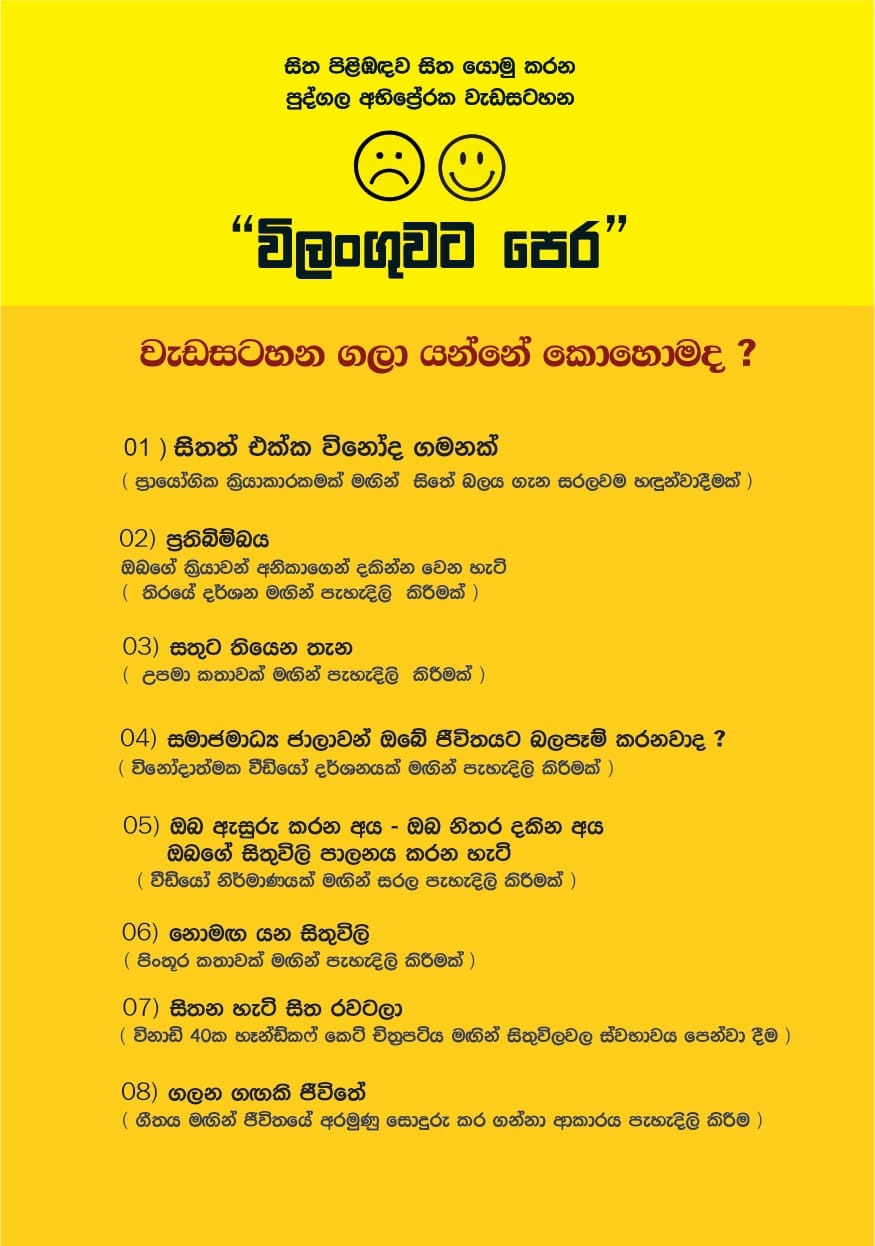 සිත පිළිඹඳව සිත යොමු කරන
පුද්ගල අභිප්‍රේරක වැඩසටහන
“විලංගුවට පෙර”
වැඩසටහන ගලා යන්නේ කොහොමද ?
01 ) සිතත් එක්ක විනෝද ගමනක්
( ප්‍රායෝගික ක්‍රියාකාරකමක් මඟින් සිතේ බලය ගැන සරලවම හඳුන්වාදීමක් )
02) ප්‍රතිබිම්බය
ඔබගේ ක්‍රියාවන් අනිකාගෙන් දකින්න වෙන හැටි
( තිරයේ දර්ශන මඟින් පැහැදිලි කිරීමක් )
03) සතුට තියෙන තැන
( උපමා කතාවක් මඟින් පැහැදිලි කිරීමක් )
04) සමාජමාධ්‍ය ජාලාවන් ඔබේ ජීවිතයට බලපෑම් කරනවාද ?
( විනෝදාත්මක වීඩියෝ දර්ශනයක් මඟින් පැහැදිලි කිරීමක් )
05) ඔබ ඇසුරු කරන අය - ඔබ නිතර දකින අය
ඔබගේ සිතුවිලි පාලනය කරන හැටි
( වීඩියෝ නිර්මාණයක් මඟින් සරල පැහැදිලි කිරීමක් )
06) නොමඟ යන සිතුවිලි
( පින්තූර කතාවක් මඟින් පැහැදිලි කිරීමක් )
07) සිතන හැටි සිත රවටලා
( විනාඩි 40ක හෑන්ඩ්කෆ් කෙටි චිත්‍රපටිය මඟින් සිතුවිලවල ස්වභාවය පෙන්වා දීම )
08) ගලන ගඟකි ජීවිතේ
( ගීතය මඟින් ජීවිතයේ අරමුණු සොදුරු කර ගන්නා ආකාරය පැහැදිලි කිරීම )